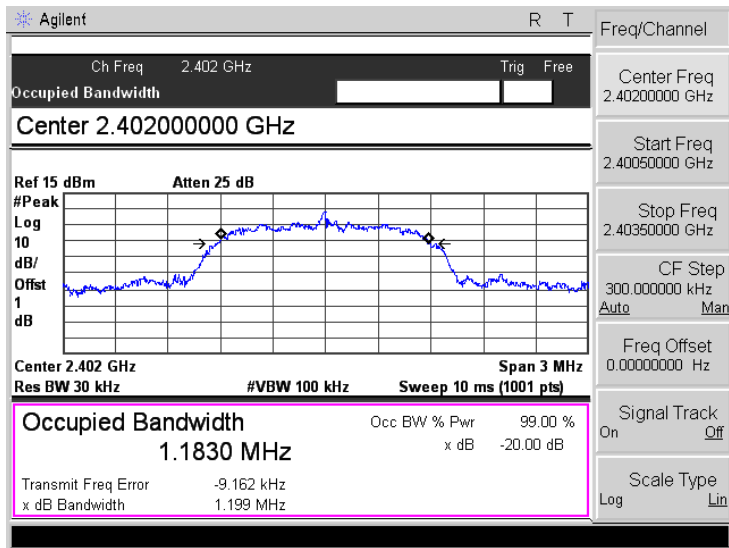 Agilent R T
Ch Freq 2.402 GHz Trig Free
Occupied Bandwidth
Center 2.402000000 GHz
Ref 15 dBm Atten 25 dB
#Peak
Log
10
dB/
Offst
1
dB
Center 2.402 GHz Span 3 MHz
Res BW 30 kHz #VBW 100 kHz Sweep 10 ms (1001 pts)
Occupied Bandwidth
1.1830 MHz
Occ BW % Pwr 99.00 %
x dB -20.00 dB
Transmit Freq Error -9.162 kHz
x dB Bandwidth 1.199 MHz
Freq/Channel
Center Freq
2.40200000 GHz
Start Freq
2.40050000 GHz
Stop Freq
2.40350000 GHz
CF Step
300.000000 kHz
Auto Man
Freq Offset
0.00000000 Hz
Signal Track
On Off
Scale Type
Log Lin